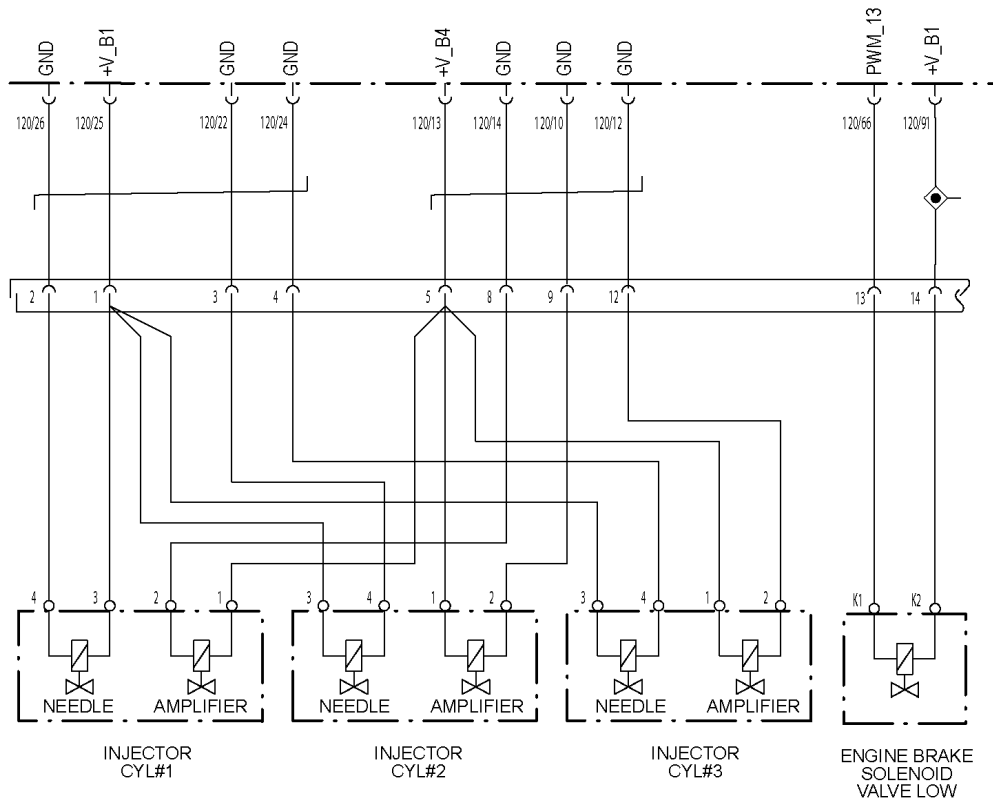 GND +V_B1 GND GND +V_B4 GND GND GND PWM_13 +V_B1
120/26 120/25 120/22 120/24 120/13 120/14 120/10 120/12 120/66 120/91
2 1 3 4 5 8 9 12 13 14
4 3 2 1 3 4 1 2 3 4 1 2 K1 K2
NEEDLE AMPLIFIER NEEDLE AMPLIFIER NEEDLE AMPLIFIER
INJECTOR
CYL#1
INJECTOR
CYL#2
INJECTOR
CYL#3
ENGINE BRAKE
SOLENOID
VALVE LOW